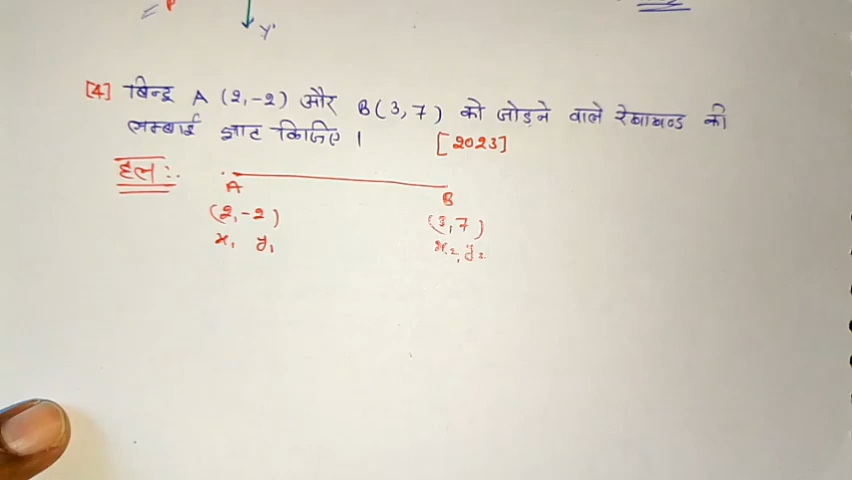 P
Y'
[4] बिन्दू A (2,-2) और B(3,7) को जोड़ने वाले रेखाखण्ड की
लम्बाई ज्ञात किजिए । [2023]
हल:.
A B
(2,-2) (3,7)
x₁ y₁ x₂, y₂